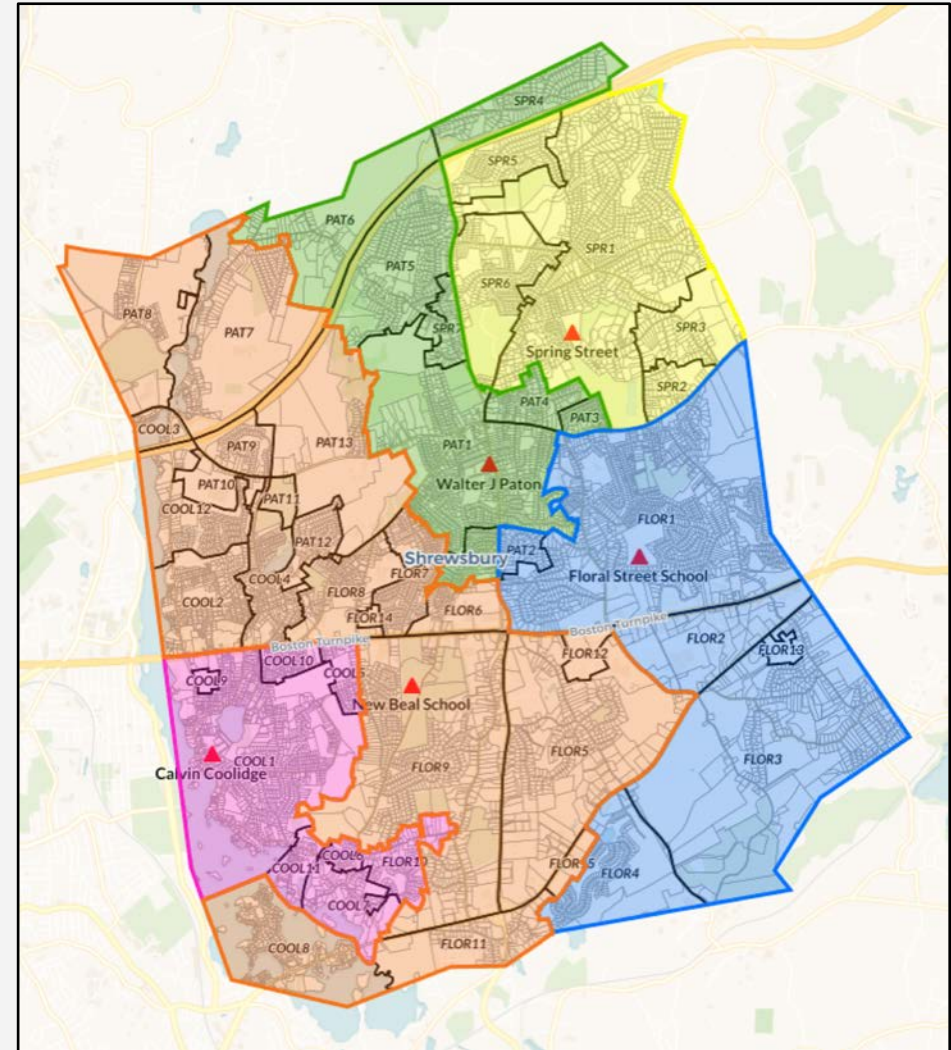 SPR4
SPR5
PAT6
SPR1
PAT5
SPR6
PAT8
PAT7
SPR7
SPR3
Spring Street
SPR2
PAT4
PAT3
COOL3
PAT9
PAT13
PAT1
Walter J Paton
PAT10
PAT11
COOL12
FLOR1
PAT12
PAT2
Shrewsbury
FLOR7
Floral Street School
COOL4
FLOR8
COOL2
FLOR6
FLOR14
Boston Turnpike
Boston Turnpike
FLOR2
COOL10
FLOR12
FLOR13
COOL9
New Beal School
FLOR5
FLOR3
COOL1
Calvin Coolidge
FLOR9
COOL6
FLOR10
COOL11
FLOR4
COOL8
FLOR11